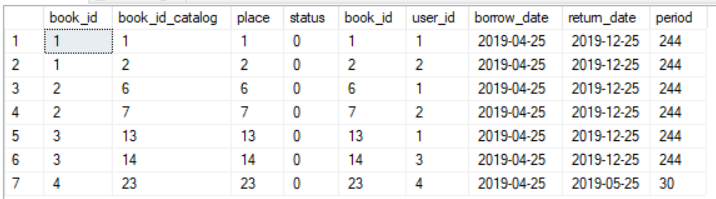 book_id book_id_catalog place status book_id user_id borrow_date return_date period
1 1 1 1 0 1 1 2019-04-25 2019-12-25 244
2 1 2 2 0 2 2 2019-04-25 2019-12-25 244
3 2 6 6 0 6 1 2019-04-25 2019-12-25 244
4 2 7 7 0 7 2 2019-04-25 2019-12-25 244
5 3 13 13 0 13 1 2019-04-25 2019-12-25 244
6 3 14 14 0 14 3 2019-04-25 2019-12-25 244
7 4 23 23 0 23 4 2019-04-25 2019-05-25 30